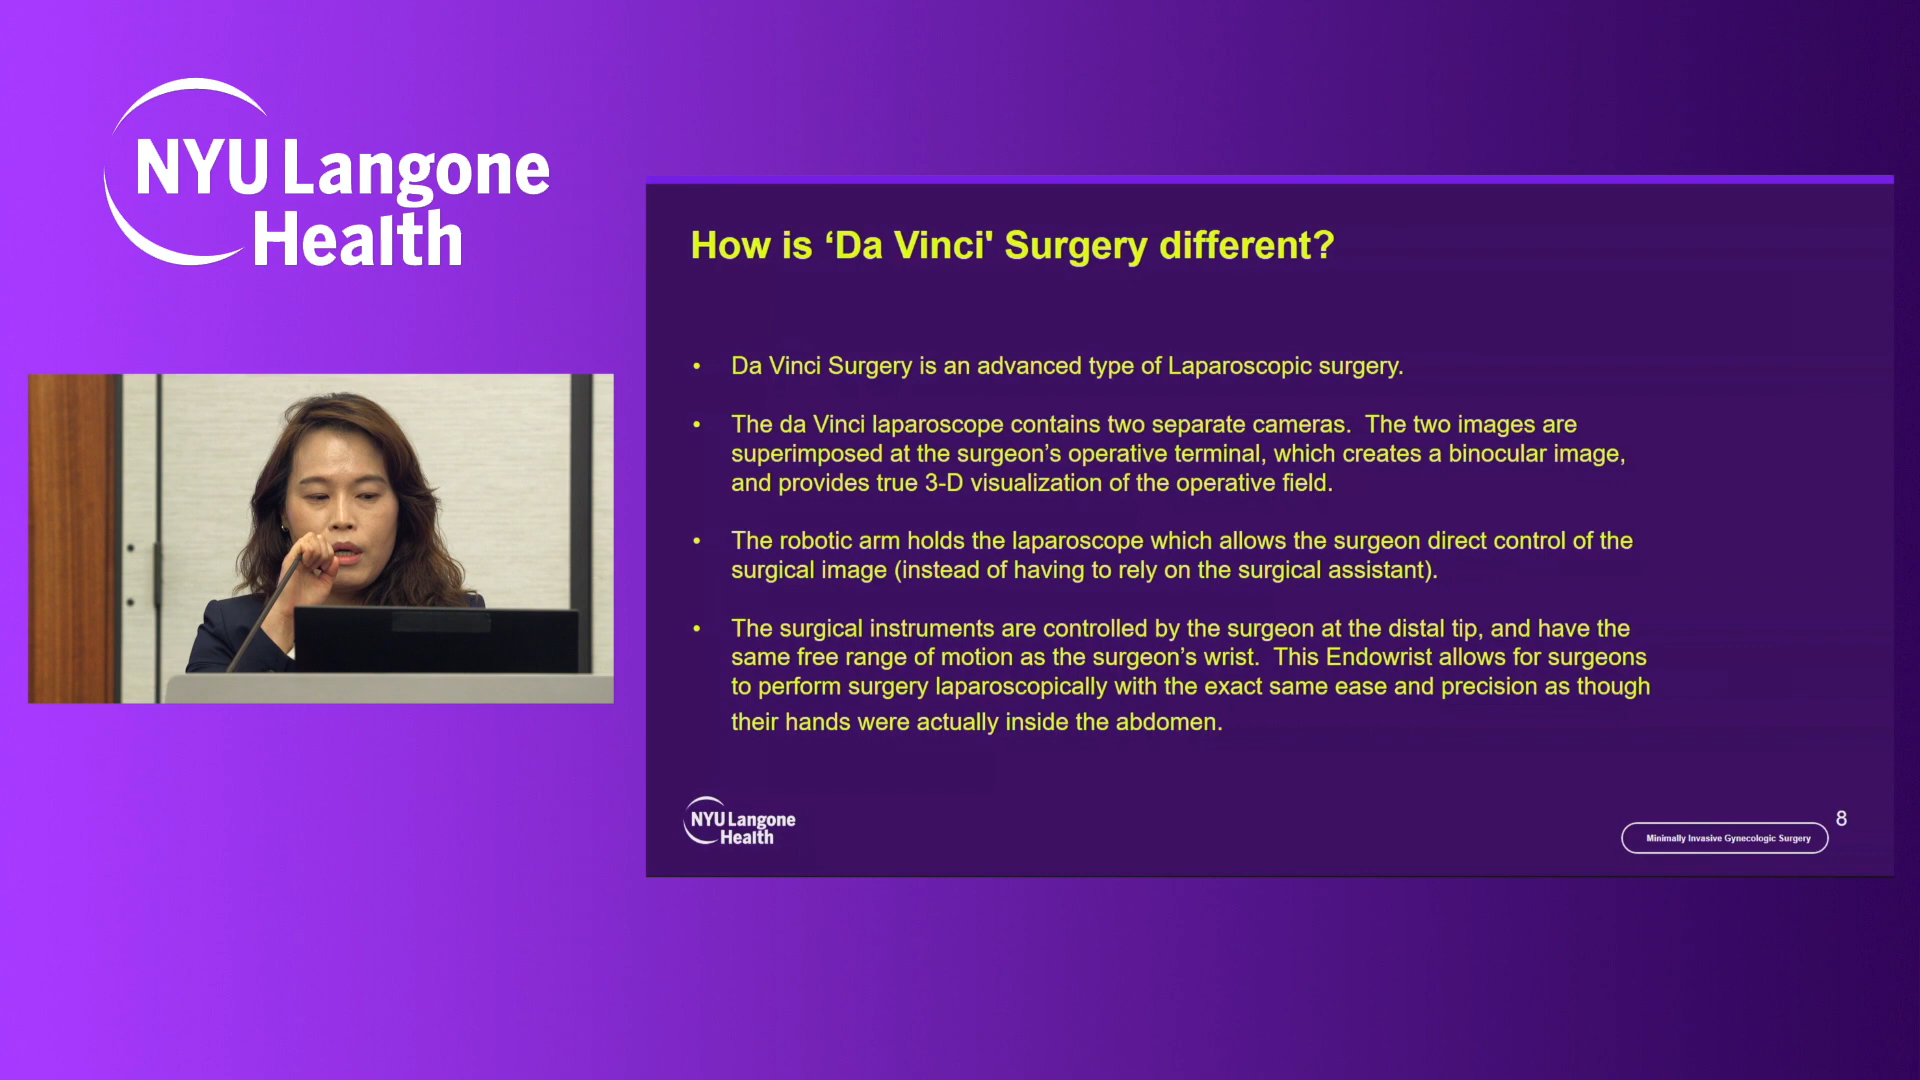 NYU Langone
Health
How is ‘Da Vinci' Surgery different?
• Da Vinci Surgery is an advanced type of Laparoscopic surgery.
• The da Vinci laparoscope contains two separate cameras.  The two images are
superimposed at the surgeon’s operative terminal, which creates a binocular image,
and provides true 3-D visualization of the operative field.
• The robotic arm holds the laparoscope which allows the surgeon direct control of the
surgical image (instead of having to rely on the surgical assistant).
• The surgical instruments are controlled by the surgeon at the distal tip, and have the
same free range of motion as the surgeon’s wrist.  This Endowrist allows for surgeons
to perform surgery laparoscopically with the exact same ease and precision as though
their hands were actually inside the abdomen.
NYU Langone
Health
Minimally Invasive Gynecologic Surgery
8